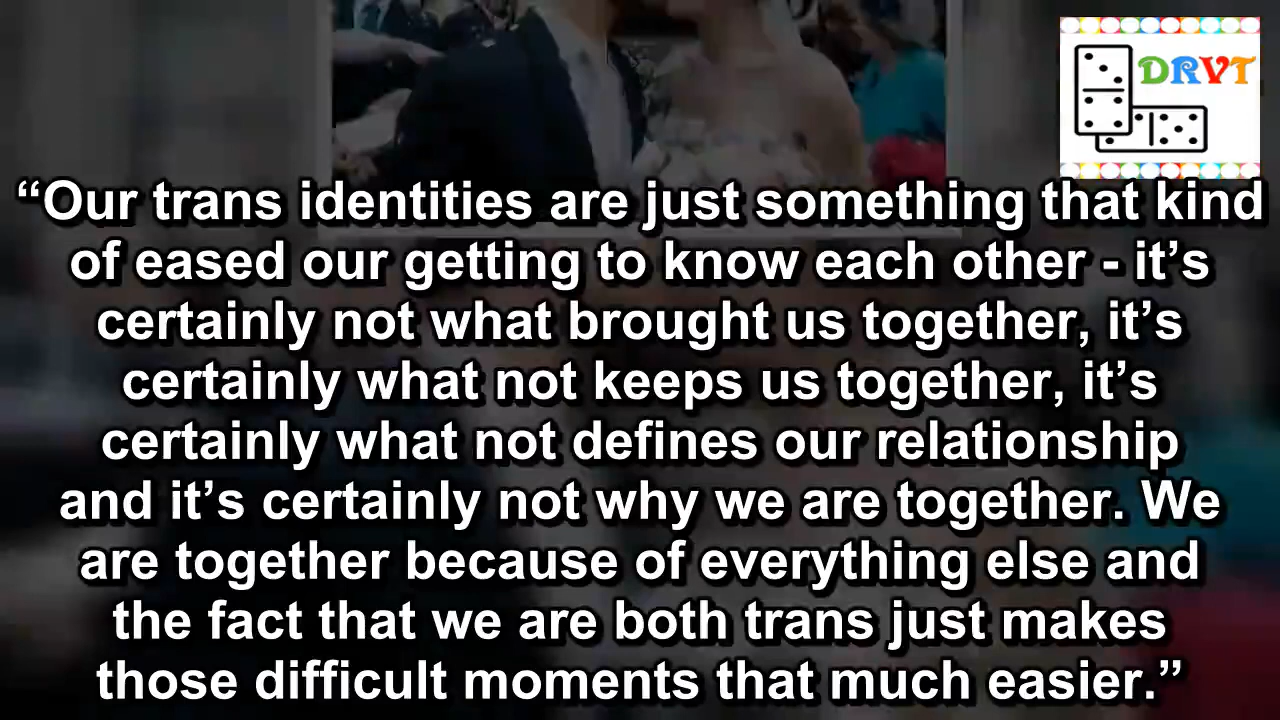 DRVT
“Our trans identities are just something that kind
of eased our getting to know each other - it’s
certainly not what brought us together, it’s
certainly what not keeps us together, it’s
certainly what not defines our relationship
and it’s certainly not why we are together. We
are together because of everything else and
the fact that we are both trans just makes
those difficult moments that much easier.”